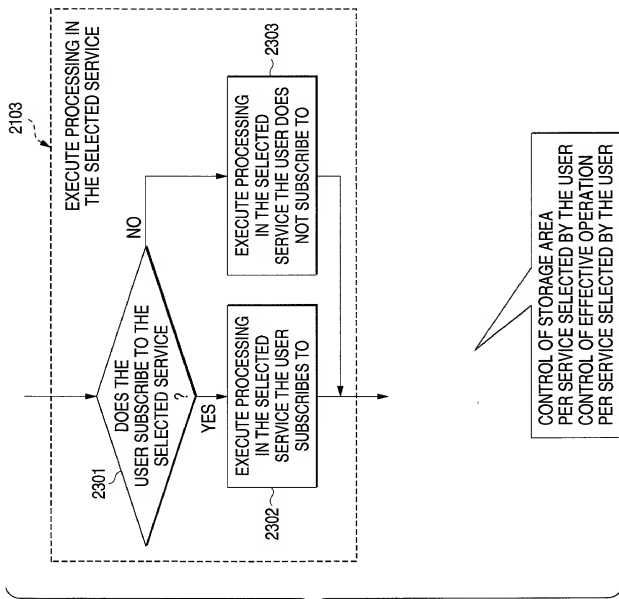 2103
EXECUTE PROCESSING IN
THE SELECTED SERVICE
2301
DOES THE
USER SUBSCRIBE TO THE
SELECTED SERVICE
?
NO
YES
2302
EXECUTE PROCESSING
IN THE SELECTED
SERVICE THE USER
SUBSCRIBES TO
2303
EXECUTE PROCESSING
IN THE SELECTED
SERVICE THE USER DOES
NOT SUBSCRIBE TO
CONTROL OF STORAGE AREA
PER SERVICE SELECTED BY THE USER
CONTROL OF EFFECTIVE OPERATION
PER SERVICE SELECTED BY THE USER